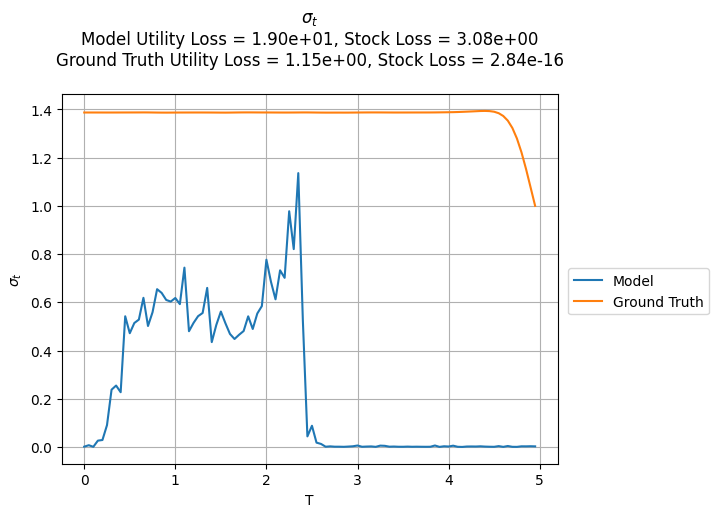 σₜ
Model Utility Loss = 1.90e+01, Stock Loss = 3.08e+00
Ground Truth Utility Loss = 1.15e+00, Stock Loss = 2.84e-16
1.4
1.2
1.0
0.8
0.6
0.4
0.2
0.0
σₜ
0 1 2 3 4 5
T
Model
Ground Truth